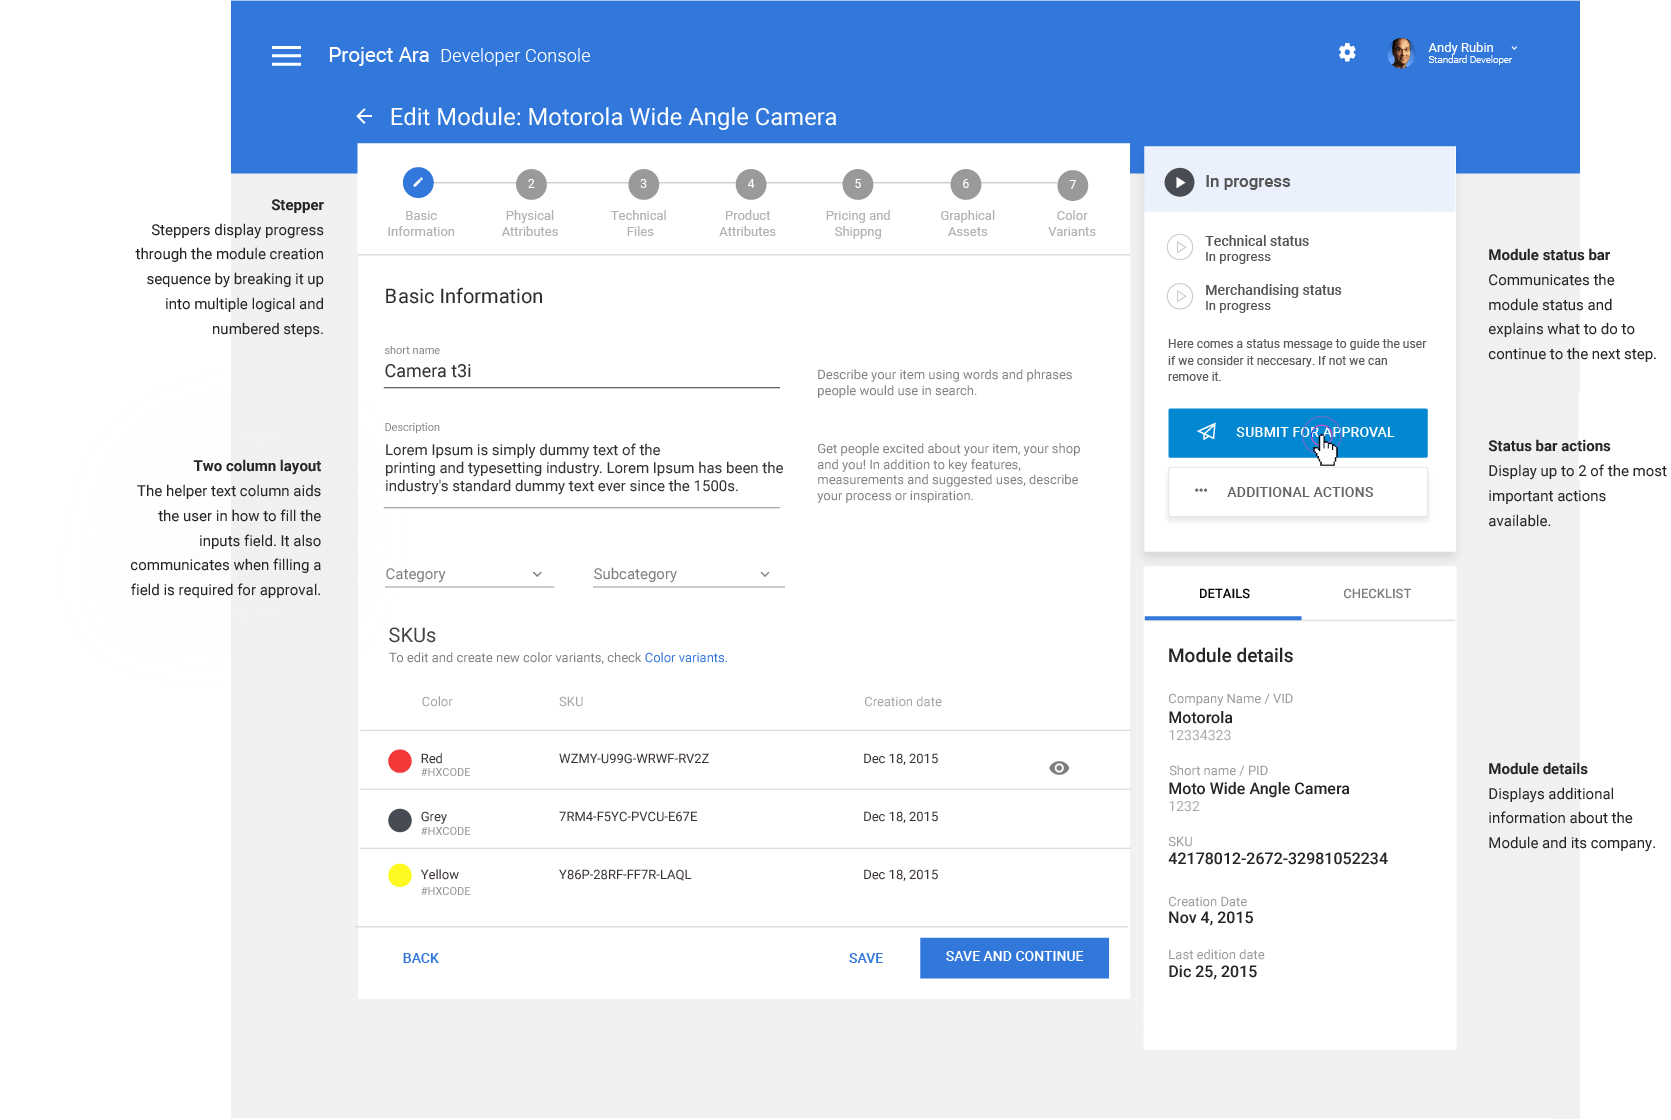 Project Ara Developer Console
Andy Rubin
Standard Developer
Edit Module: Motorola Wide Angle Camera
Stepper
Steppers display progress
through the module creation
sequence by breaking it up
into multiple logical and
numbered steps.
Two column layout
The helper text column aids
the user in how to fill the
inputs field. It also
communicates when filling a
field is required for approval.
2
3
4
5
6
7
Basic
Information
Physical
Attributes
Technical
Files
Product
Attributes
Pricing and
Shippng
Graphical
Assets
Color
Variants
Basic Information
short name
Camera t3i
Describe your item using words and phrases
people would use in search.
Description
Lorem Ipsum is simply dummy text of the
printing and typesetting industry. Lorem Ipsum has been the
industry's standard dummy text ever since the 1500s.
Get people excited about your item, your shop
and you! In addition to key features,
measurements and suggested uses, describe
your process or inspiration.
Category
Subcategory
SKUs
To edit and create new color variants, check Color variants.
Color SKU Creation date
Red WZMY-U99G-WRWF-RV2Z Dec 18, 2015
#HXCODE
Grey 7RM4-F5YC-PVCU-E67E Dec 18, 2015
#HXCODE
Yellow Y86P-28RF-FF7R-LAQL Dec 18, 2015
#HXCODE
BACK
SAVE
SAVE AND CONTINUE
In progress
Technical status
In progress
Merchandising status
In progress
Here comes a status message to guide the user
if we consider it neccesary. If not we can
remove it.
SUBMIT FOR APPROVAL
ADDITIONAL ACTIONS
DETAILS
CHECKLIST
Module details
Company Name / VID
Motorola
12334323
Short name / PID
Moto Wide Angle Camera
1232
SKU
42178012-2672-32981052234
Creation Date
Nov 4, 2015
Last edition date
Dic 25, 2015
Module status bar
Communicates the
module status and
explains what to do to
continue to the next step.
Status bar actions
Display up to 2 of the most
important actions
available.
Module details
Displays additional
information about the
Module and its company.